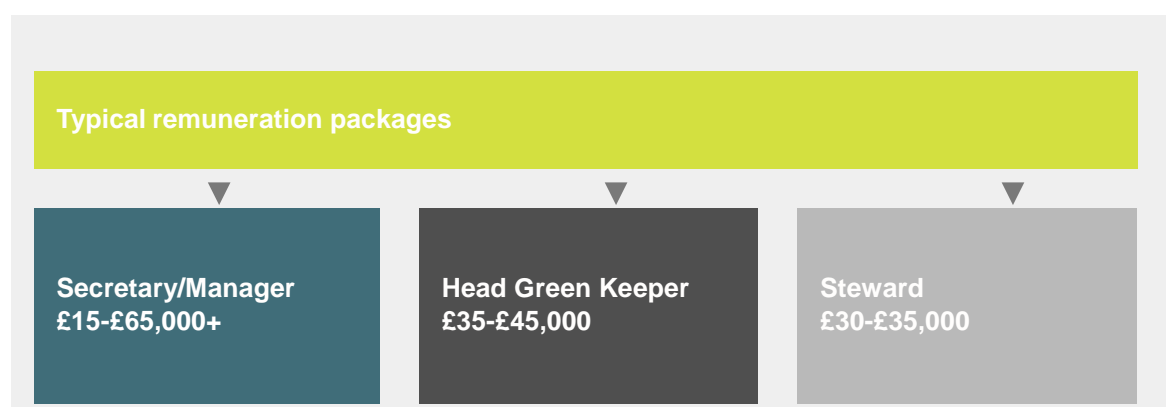 Typical remuneration packages
Secretary/Manager
£15-£65,000+
Head Green Keeper
£35-£45,000
Steward
£30-£35,000